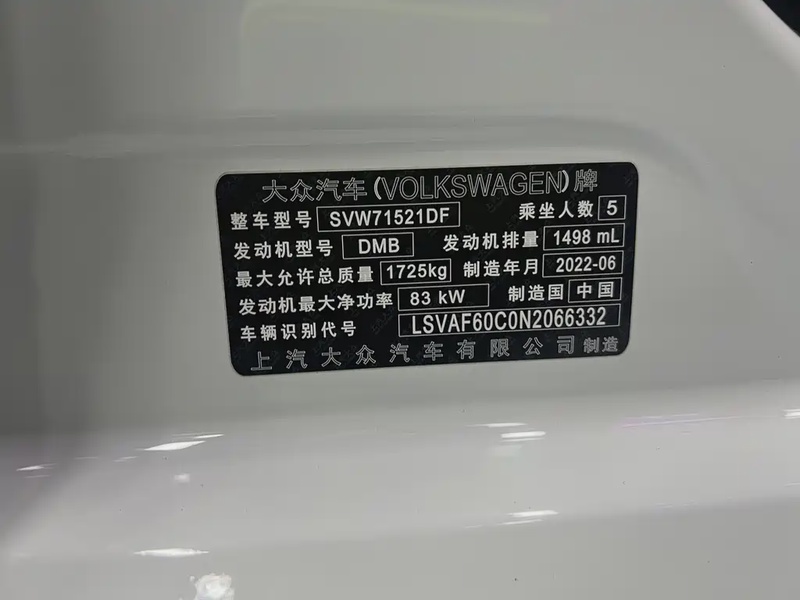 大众汽车(VOLKSWAGEN)牌
整车型号 SVW71521DF 乘坐人数 5
发动机型号 DMB 发动机排量 1498 mL
最大允许总质量 1725kg 制造年月 2022-06
发动机最大净功率 83 kW 制造国 中国
车辆识别代号 LSVAF60C0N2066332
上汽大众汽车有限公司 制造